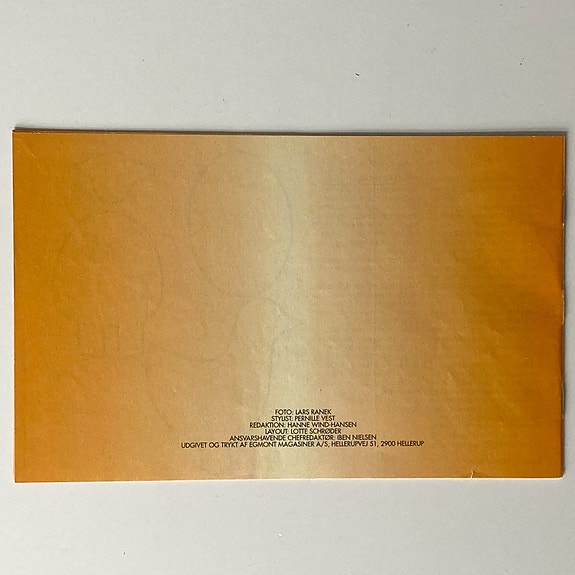 FOTO: LARS RANEK
STYLIST: PERNILLE VEST
REDAKTION: HANNE WIND-HANSEN
LAYOUT: LOTTE SCHRØDER
ANSVARSHAVENDE CHEFREDAKTØR: IBEN NIELSEN
UDGIVET OG TRYKT AF EGMONT MAGASINER A/S, HELLERUPVEJ 51, 2900 HELLERUP